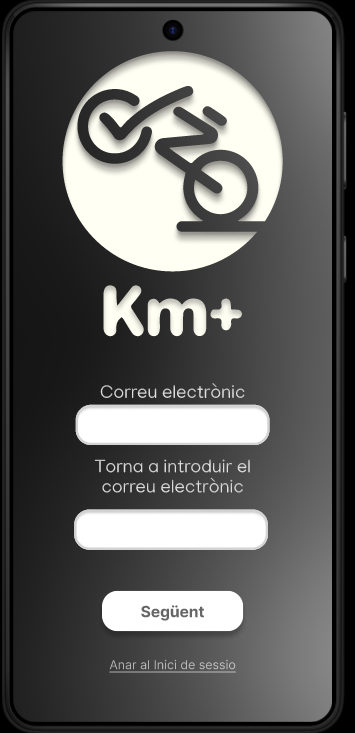 Km+
Correu electrònic
Torna a introduir el
correu electrònic
Següent
Anar al Inici de sessio